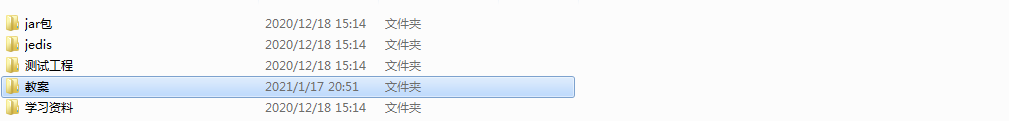 jar包 2020/12/18 15:14 文件夹
jedis 2020/12/18 15:14 文件夹
测试工程 2020/12/18 15:14 文件夹
教案 2021/1/17 20:51 文件夹
学习资料 2020/12/18 15:14 文件夹